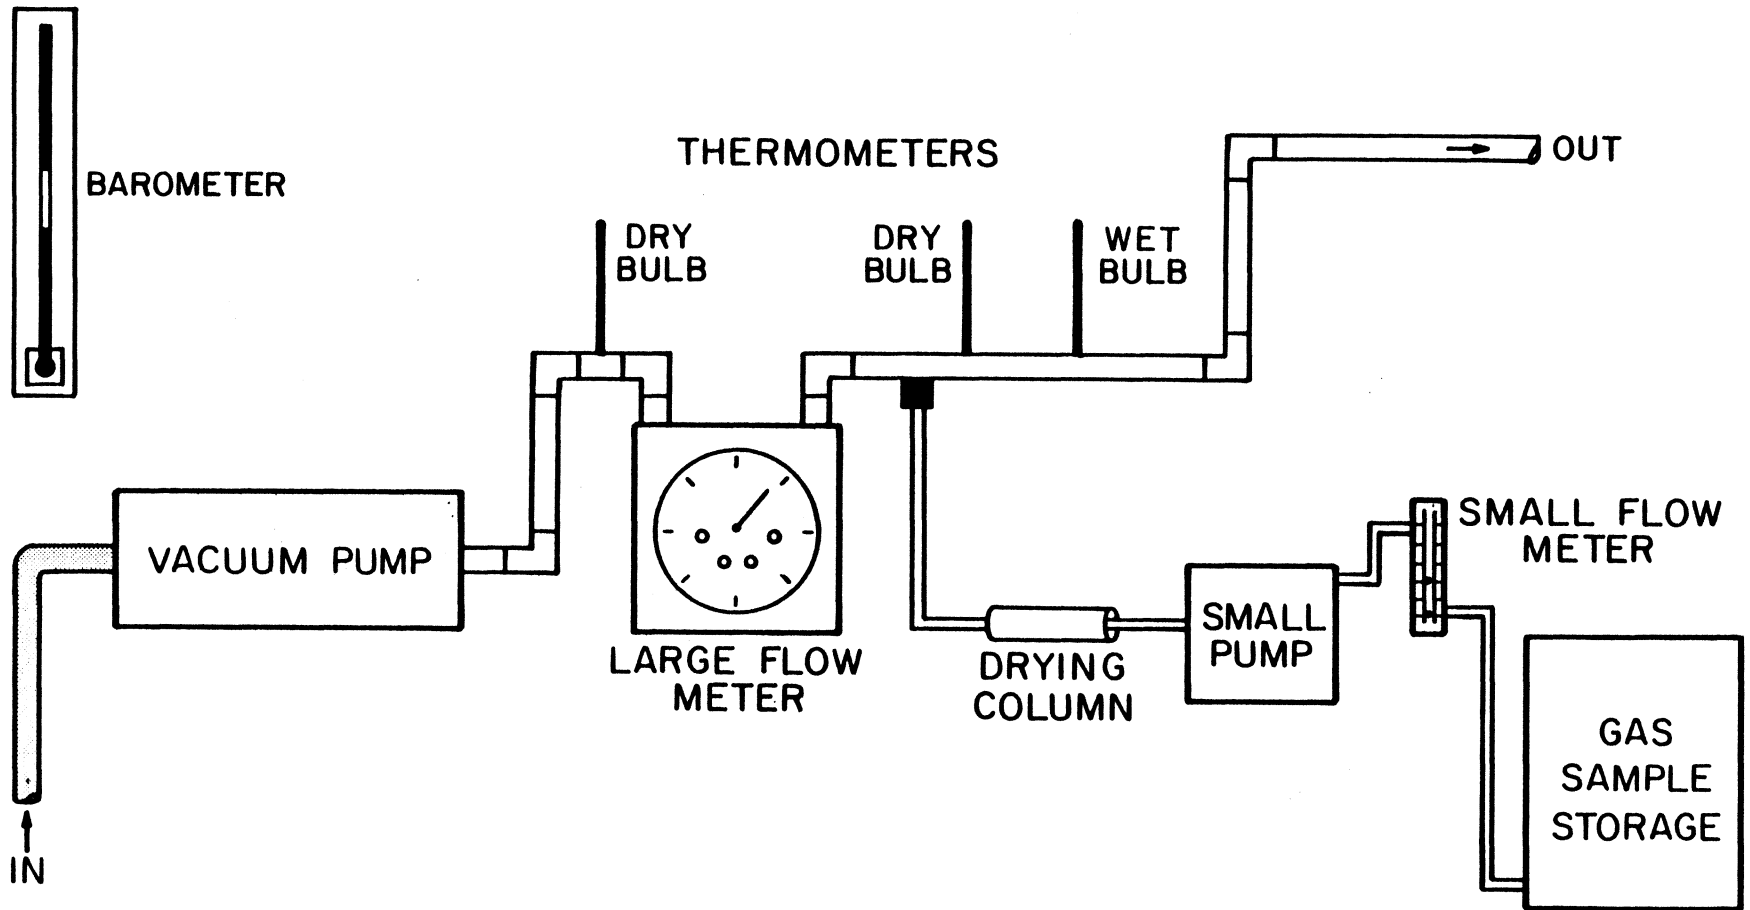 BAROMETER
THERMOMETERS
OUT
DRY
BULB
DRY
BULB
WET
BULB
VACUUM PUMP
LARGE FLOW
METER
DRYING
COLUMN
SMALL
PUMP
SMALL FLOW
METER
GAS
SAMPLE
STORAGE
IN